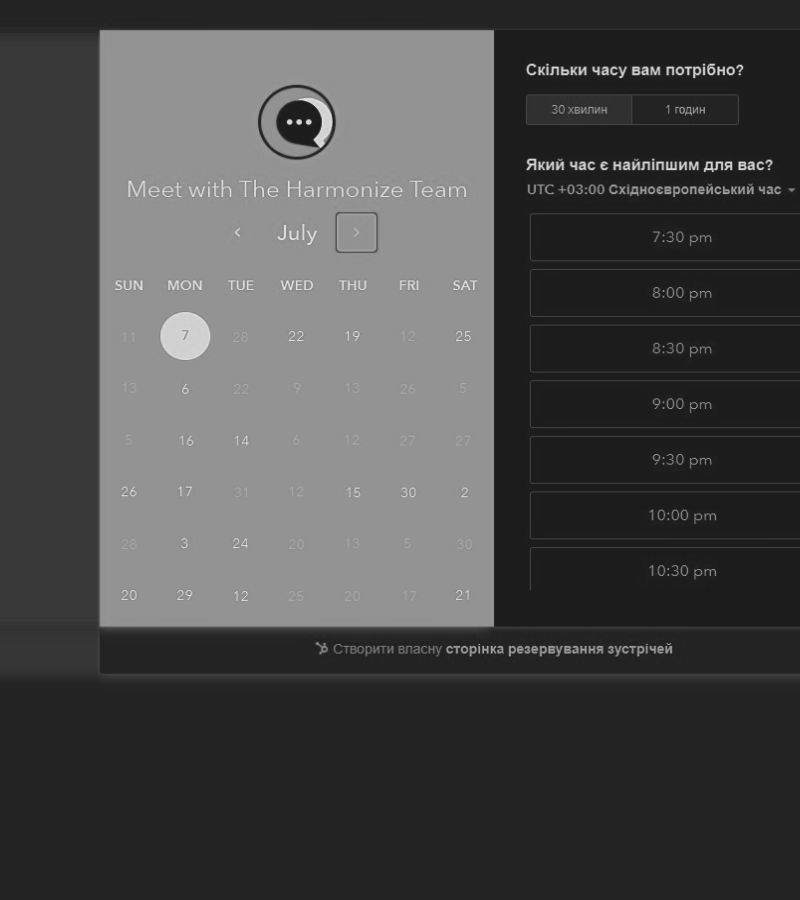 Meet with The Harmonize Team
July
SUN MON TUE WED THU FRI SAT
11 7 28 22 19 12 25
13 6 22 9 13 26 5
5 16 14 6 12 27 27
26 17 31 12 15 30 2
28 3 24 20 13 5 30
20 29 12 25 20 17 21
Скільки часу вам потрібно?
30 хвилин 1 годин
Який час є найліпшим для вас?
UTC +03:00 Східноєвропейський час
7:30 pm
8:00 pm
8:30 pm
9:00 pm
9:30 pm
10:00 pm
10:30 pm
Створити власну сторінка резервування зустрічей